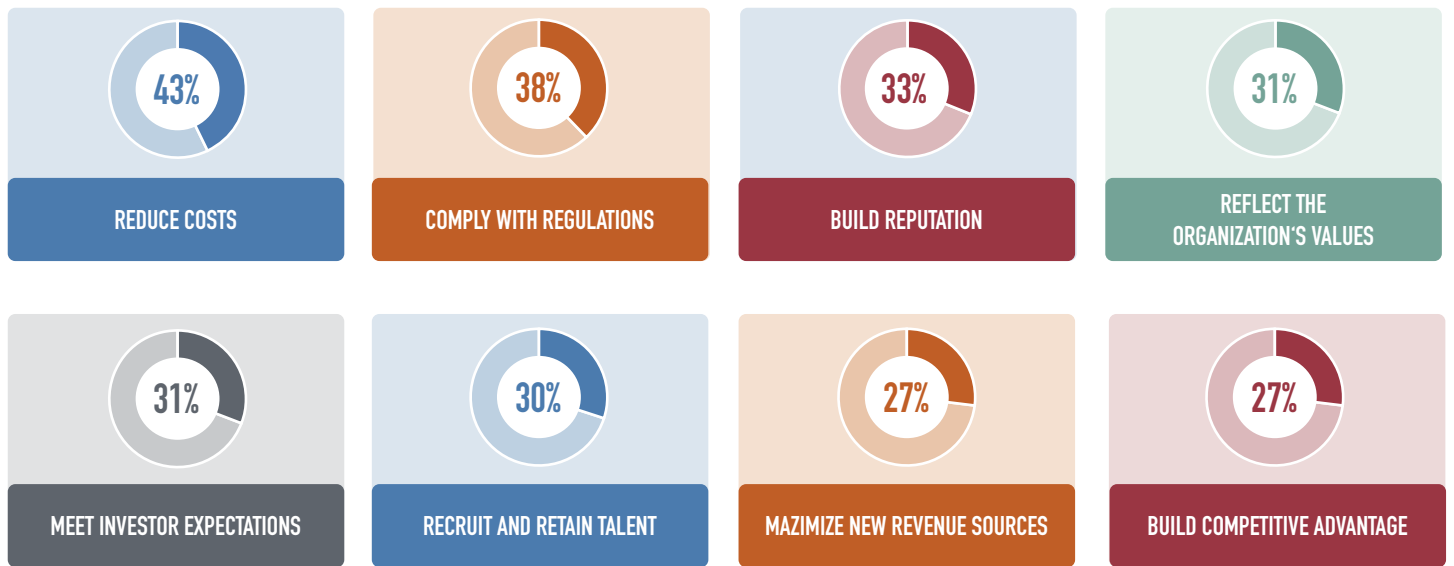 43%
38%
33%
31%
REDUCE COSTS
COMPLY WITH REGULATIONS
BUILD REPUTATION
REFLECT THE
ORGANIZATION‘S VALUES
31%
30%
27%
27%
MEET INVESTOR EXPECTATIONS
RECRUIT AND RETAIN TALENT
MAZIMIZE NEW REVENUE SOURCES
BUILD COMPETITIVE ADVANTAGE